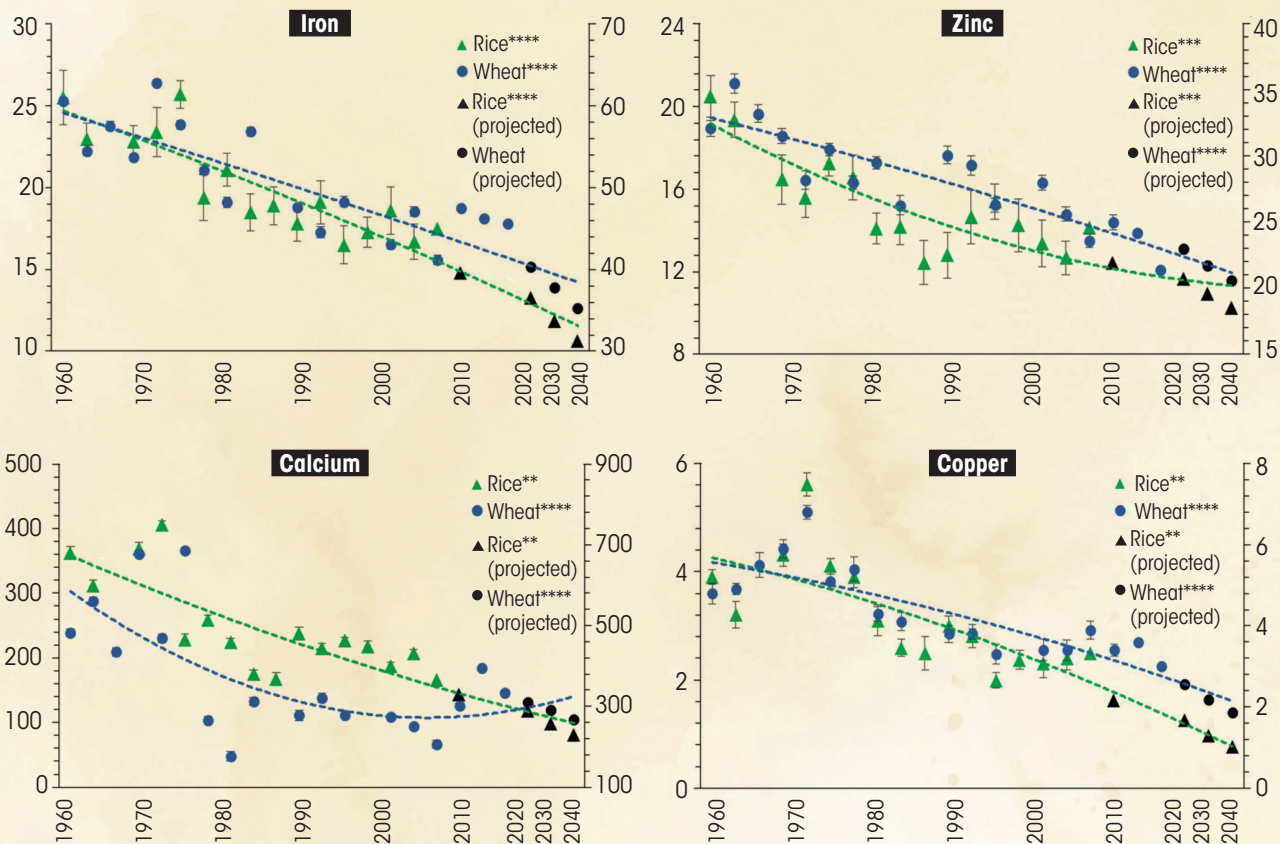 Iron
30
25
20
15
10
70
60
50
40
30
Rice****
Wheat****
Rice****
(projected)
Wheat
(projected)
1960
1970
1980
1990
2000
2010
2020
2030
2040
Zinc
24
20
16
12
8
40
35
30
25
20
15
Rice***
Wheat****
Rice***
(projected)
Wheat****
(projected)
1960
1970
1980
1990
2000
2010
2020
2030
2040
Calcium
500
400
300
200
100
0
900
700
500
300
100
Rice**
Wheat****
Rice**
(projected)
Wheat****
(projected)
1960
1970
1980
1990
2000
2010
2020
2030
2040
Copper
6
4
2
0
8
6
4
2
0
Rice**
Wheat****
Rice**
(projected)
Wheat****
(projected)
1960
1970
1980
1990
2000
2010
2020
2030
2040